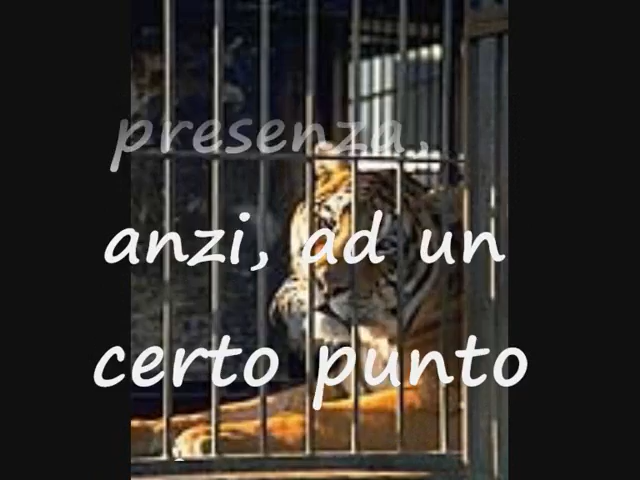 presenza,
anzi, ad un
certo punto